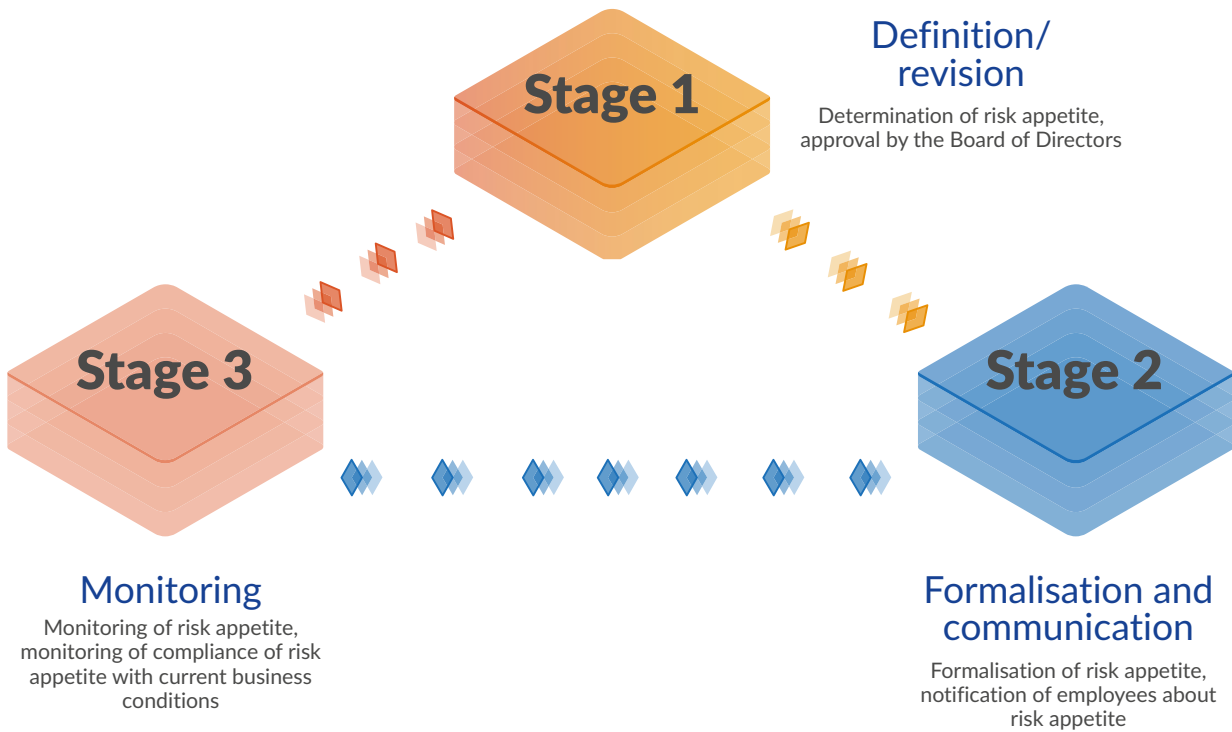 Stage 1
Definition/
revision
Determination of risk appetite,
approval by the Board of Directors
Stage 2
Formalisation and
communication
Formalisation of risk appetite,
notification of employees about
risk appetite
Stage 3
Monitoring
Monitoring of risk appetite,
monitoring of compliance of risk
appetite with current business
conditions